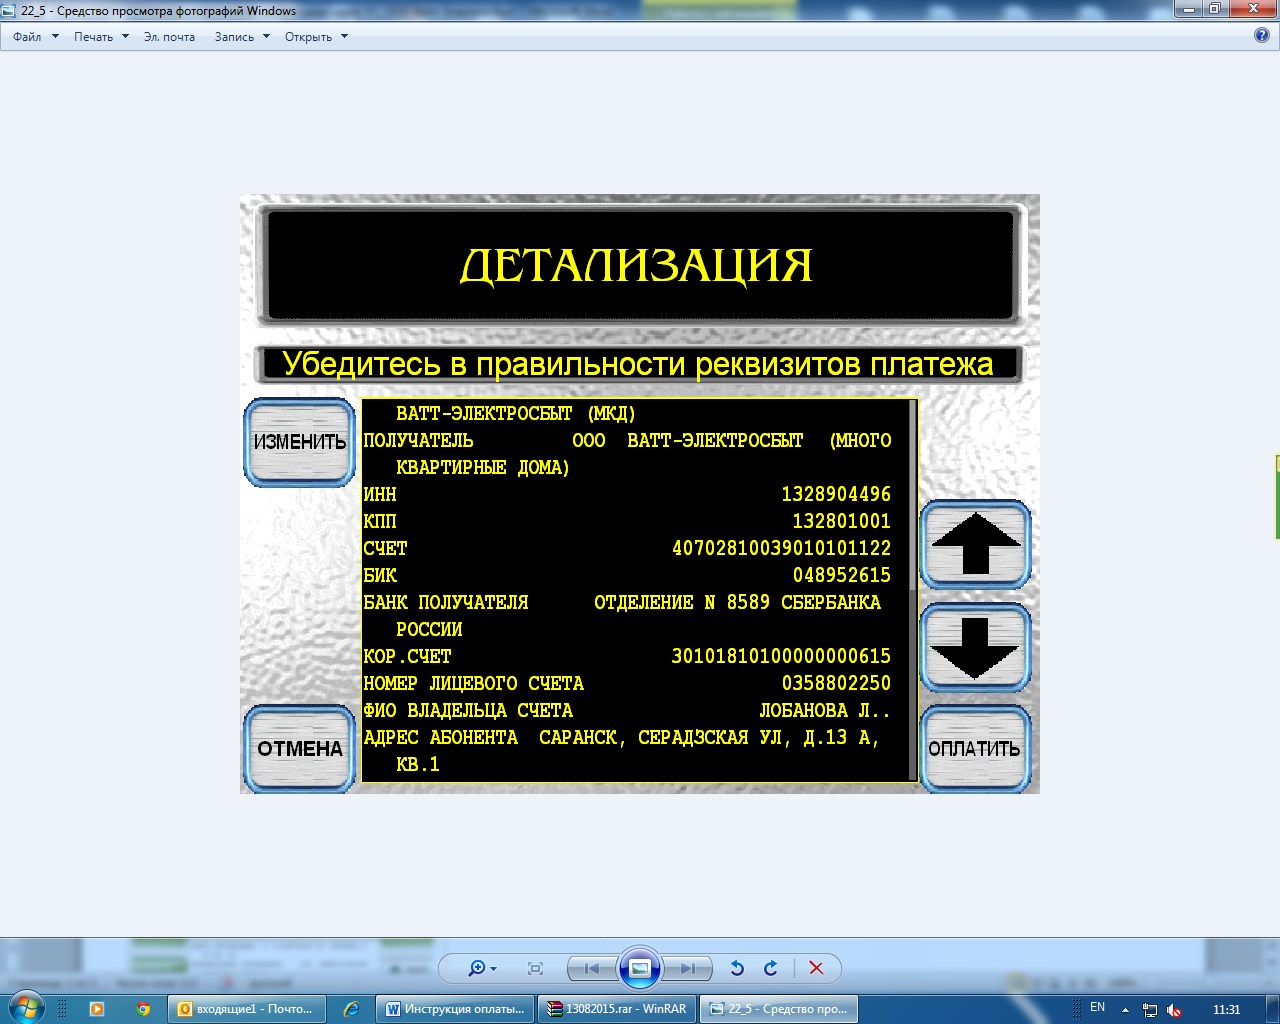 22_5 - Средство просмотра фотографий Windows
Файл Печать Эл. почта Запись Открыть
ДЕТАЛИЗАЦИЯ
Убедитесь в правильности реквизитов платежа
ИЗМЕНИТЬ
ВАТТ-ЭЛЕКТРОСБЫТ (МКД)
ПОЛУЧАТЕЛЬ ООО ВАТТ-ЭЛЕКТРОСБЫТ (МНОГО
КВАРТИРНЫЕ ДОМА)
ИНН 1328904496
КПП 132801001
СЧЕТ 40702810039010101122
БИК 048952615
БАНК ПОЛУЧАТЕЛЯ ОТДЕЛЕНИЕ N 8589 СБЕРБАНКА
РОССИИ
КОР.СЧЕТ 30101810100000000615
НОМЕР ЛИЦЕВОГО СЧЕТА 0358802250
ФИО ВЛАДЕЛЬЦА СЧЕТА ЛОБАНОВА Л..
АДРЕС АБОНЕНТА САРАНСК, СЕРАДЗСКАЯ УЛ, Д.13 А,
КВ.1
ОТМЕНА
ОПЛАТИТЬ
входящие1 - Почто... Инструкция оплаты... 13082015.rar - WinRAR 22_5 - Средство про... EN 11:31